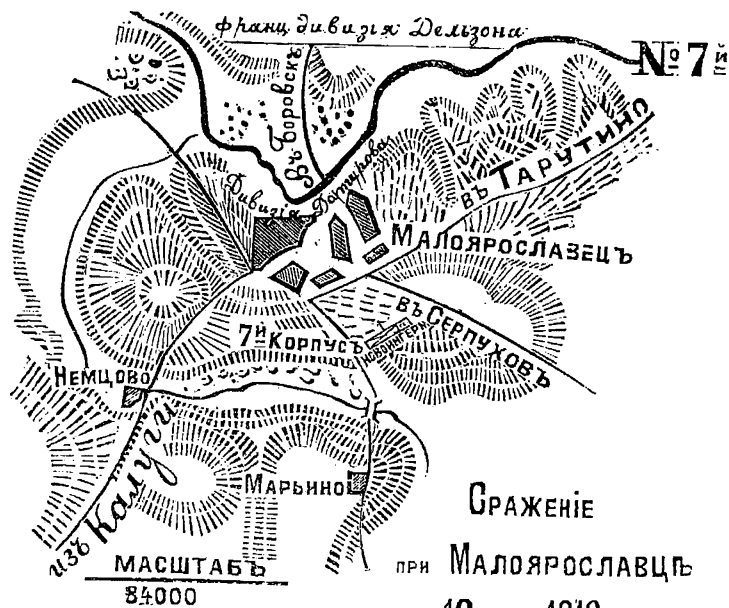 франц. дивизія Дельзона
№ 7й
Въ Боровскъ
въ Тарутино
Дивизія Дохтурова
Малоярославецъ
въ Серпуховъ
7й Корпусъ
Немцово
изъ Калуги
Марьино
Сраженіе
при Малоярославцѣ
Масштабъ
84000